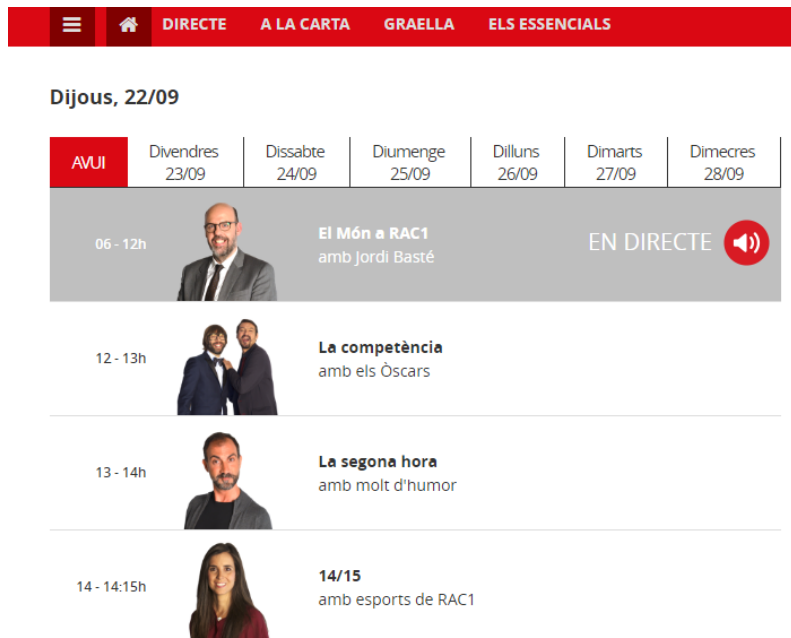 DIRECTE A LA CARTA GRAELLA ELS ESSENCIALS
Dijous, 22/09
AVUI
Divendres
23/09
Dissabte
24/09
Diumenge
25/09
Dilluns
26/09
Dimarts
27/09
Dimecres
28/09
06 - 12h
El Món a RAC1
amb Jordi Basté
EN DIRECTE
12 - 13h
La competència
amb els Òscars
13 - 14h
La segona hora
amb molt d'humor
14 - 14:15h
14/15
amb esports de RAC1